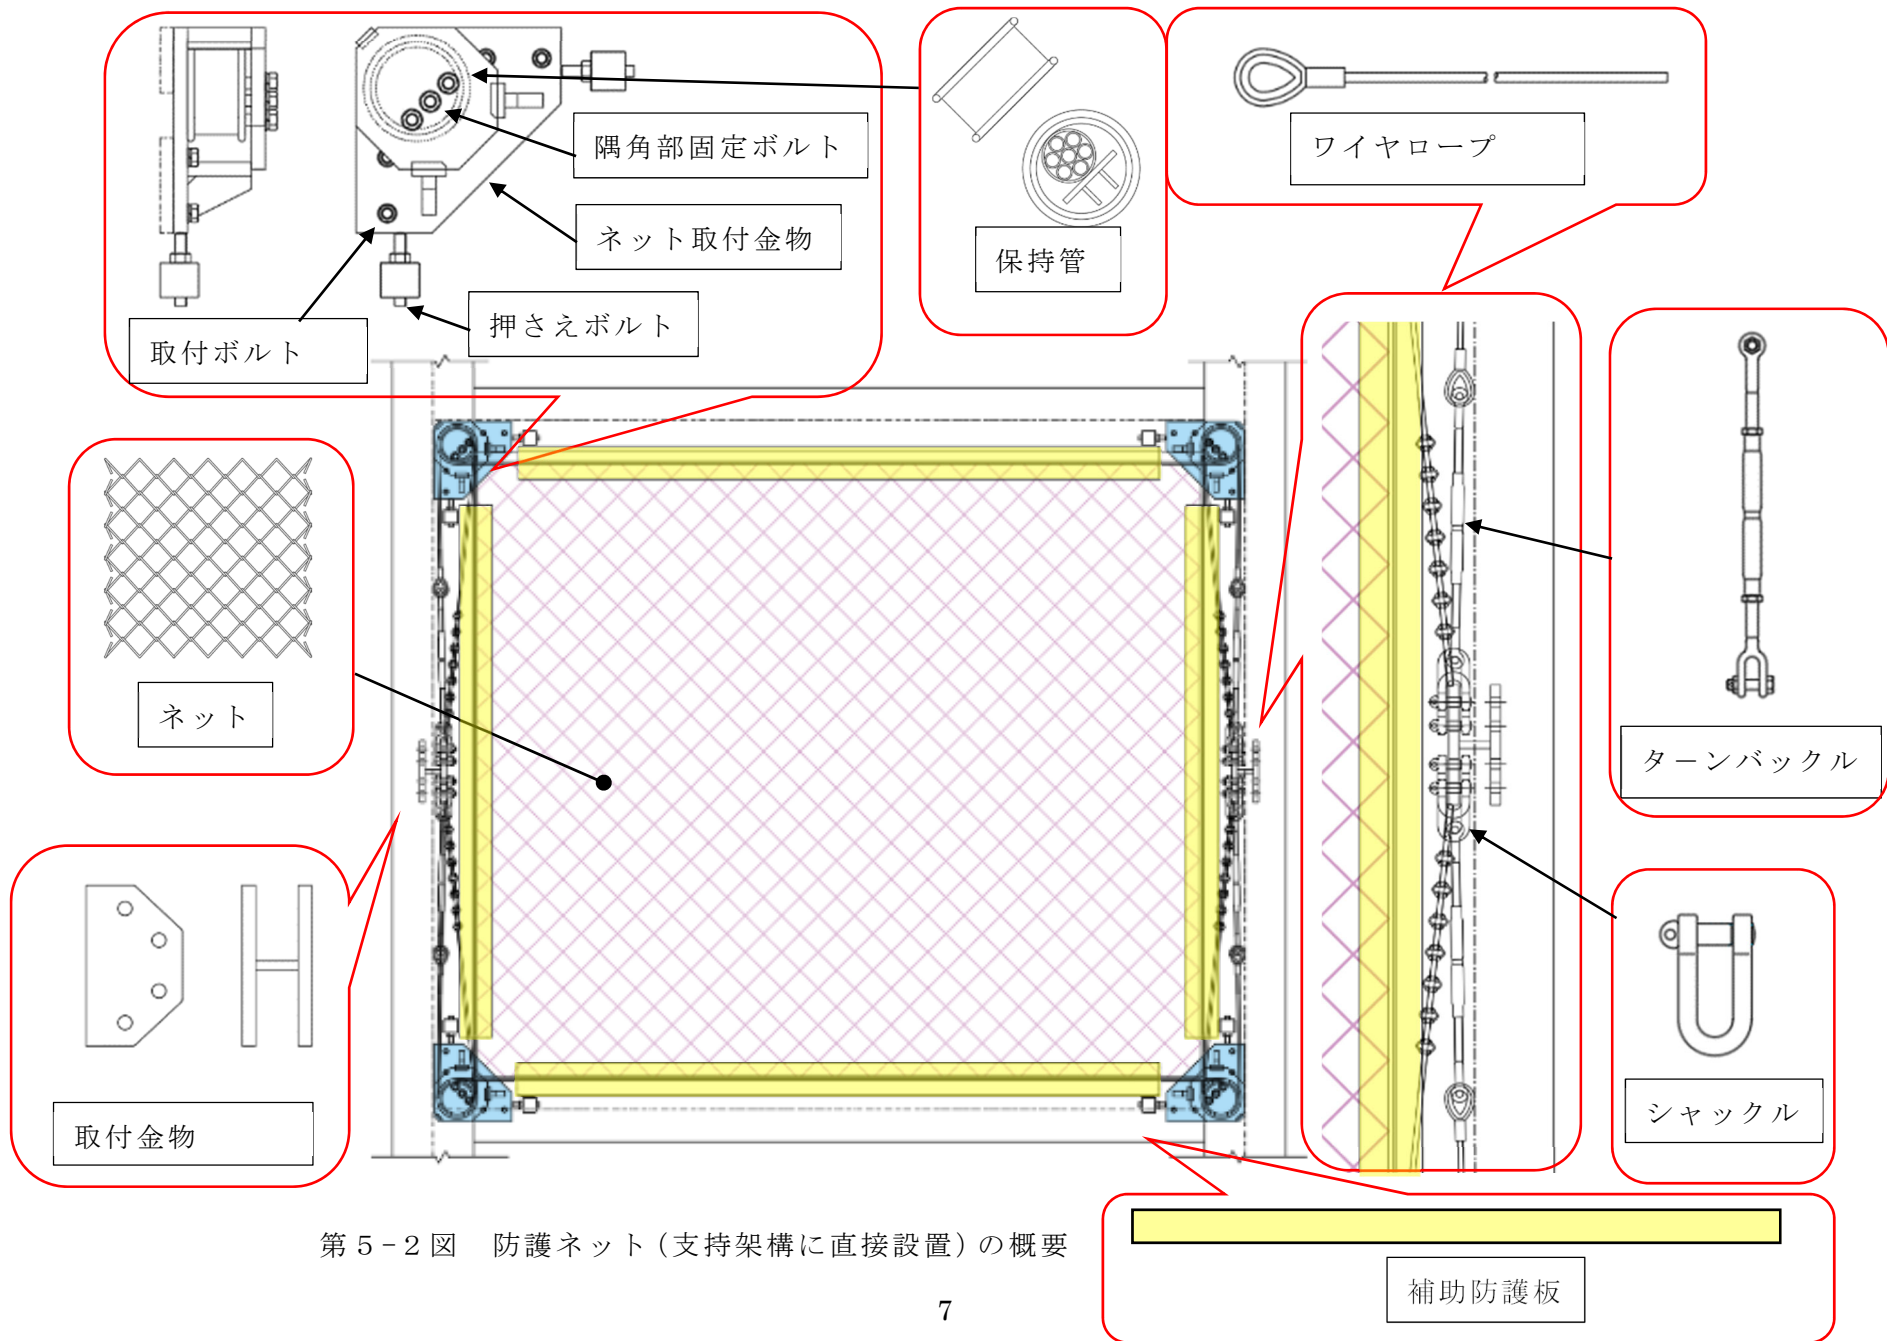 隅角部固定ボルト
ワイヤロープ
ネット取付金物
保持管
押さえボルト
取付ボルト
ネット
ターンバックル
シャックル
取付金物
補助防護板
第5-2図　防護ネット(支持架構に直接設置)の概要
7